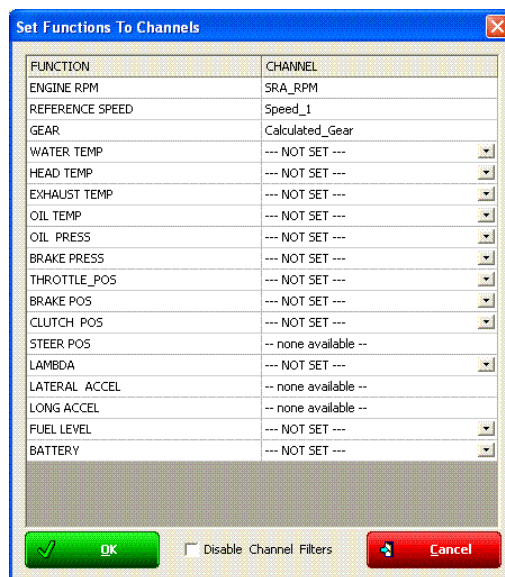 Set Functions To Channels
FUNCTION CHANNEL
ENGINE RPM SRA_RPM
REFERENCE SPEED Speed_1
GEAR Calculated_Gear
WATER TEMP --- NOT SET ---
HEAD TEMP --- NOT SET ---
EXHAUST TEMP --- NOT SET ---
OIL TEMP --- NOT SET ---
OIL PRESS --- NOT SET ---
BRAKE PRESS --- NOT SET ---
THROTTLE_POS --- NOT SET ---
BRAKE POS --- NOT SET ---
CLUTCH POS --- NOT SET ---
STEER POS -- none available --
LAMBDA --- NOT SET ---
LATERAL ACCEL -- none available --
LONG ACCEL -- none available --
FUEL LEVEL --- NOT SET ---
BATTERY --- NOT SET ---
OK Disable Channel Filters Cancel